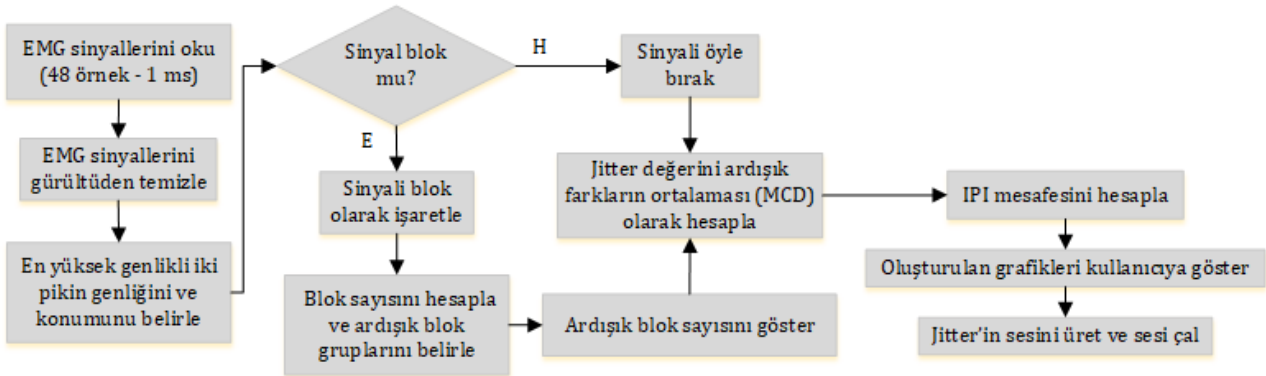 EMG sinyallerini oku
(48 örnek - 1 ms)
EMG sinyallerini
gürültüden temizle
En yüksek genlikli iki
pikin genliğini ve
konumunu belirle
Sinyal blok
mu?
H
E
Sinyali öyle
bırak
Sinyali blok
olarak işaretle
Blok sayısını hesapla
ve ardışık blok
gruplarını belirle
Ardışık blok sayısını göster
Jitter değerini ardışık
farkların ortalaması (MCD)
olarak hesapla
IPI mesafesini hesapla
Oluşturulan grafikleri kullanıcıya göster
Jitter'in sesini üret ve sesi çal